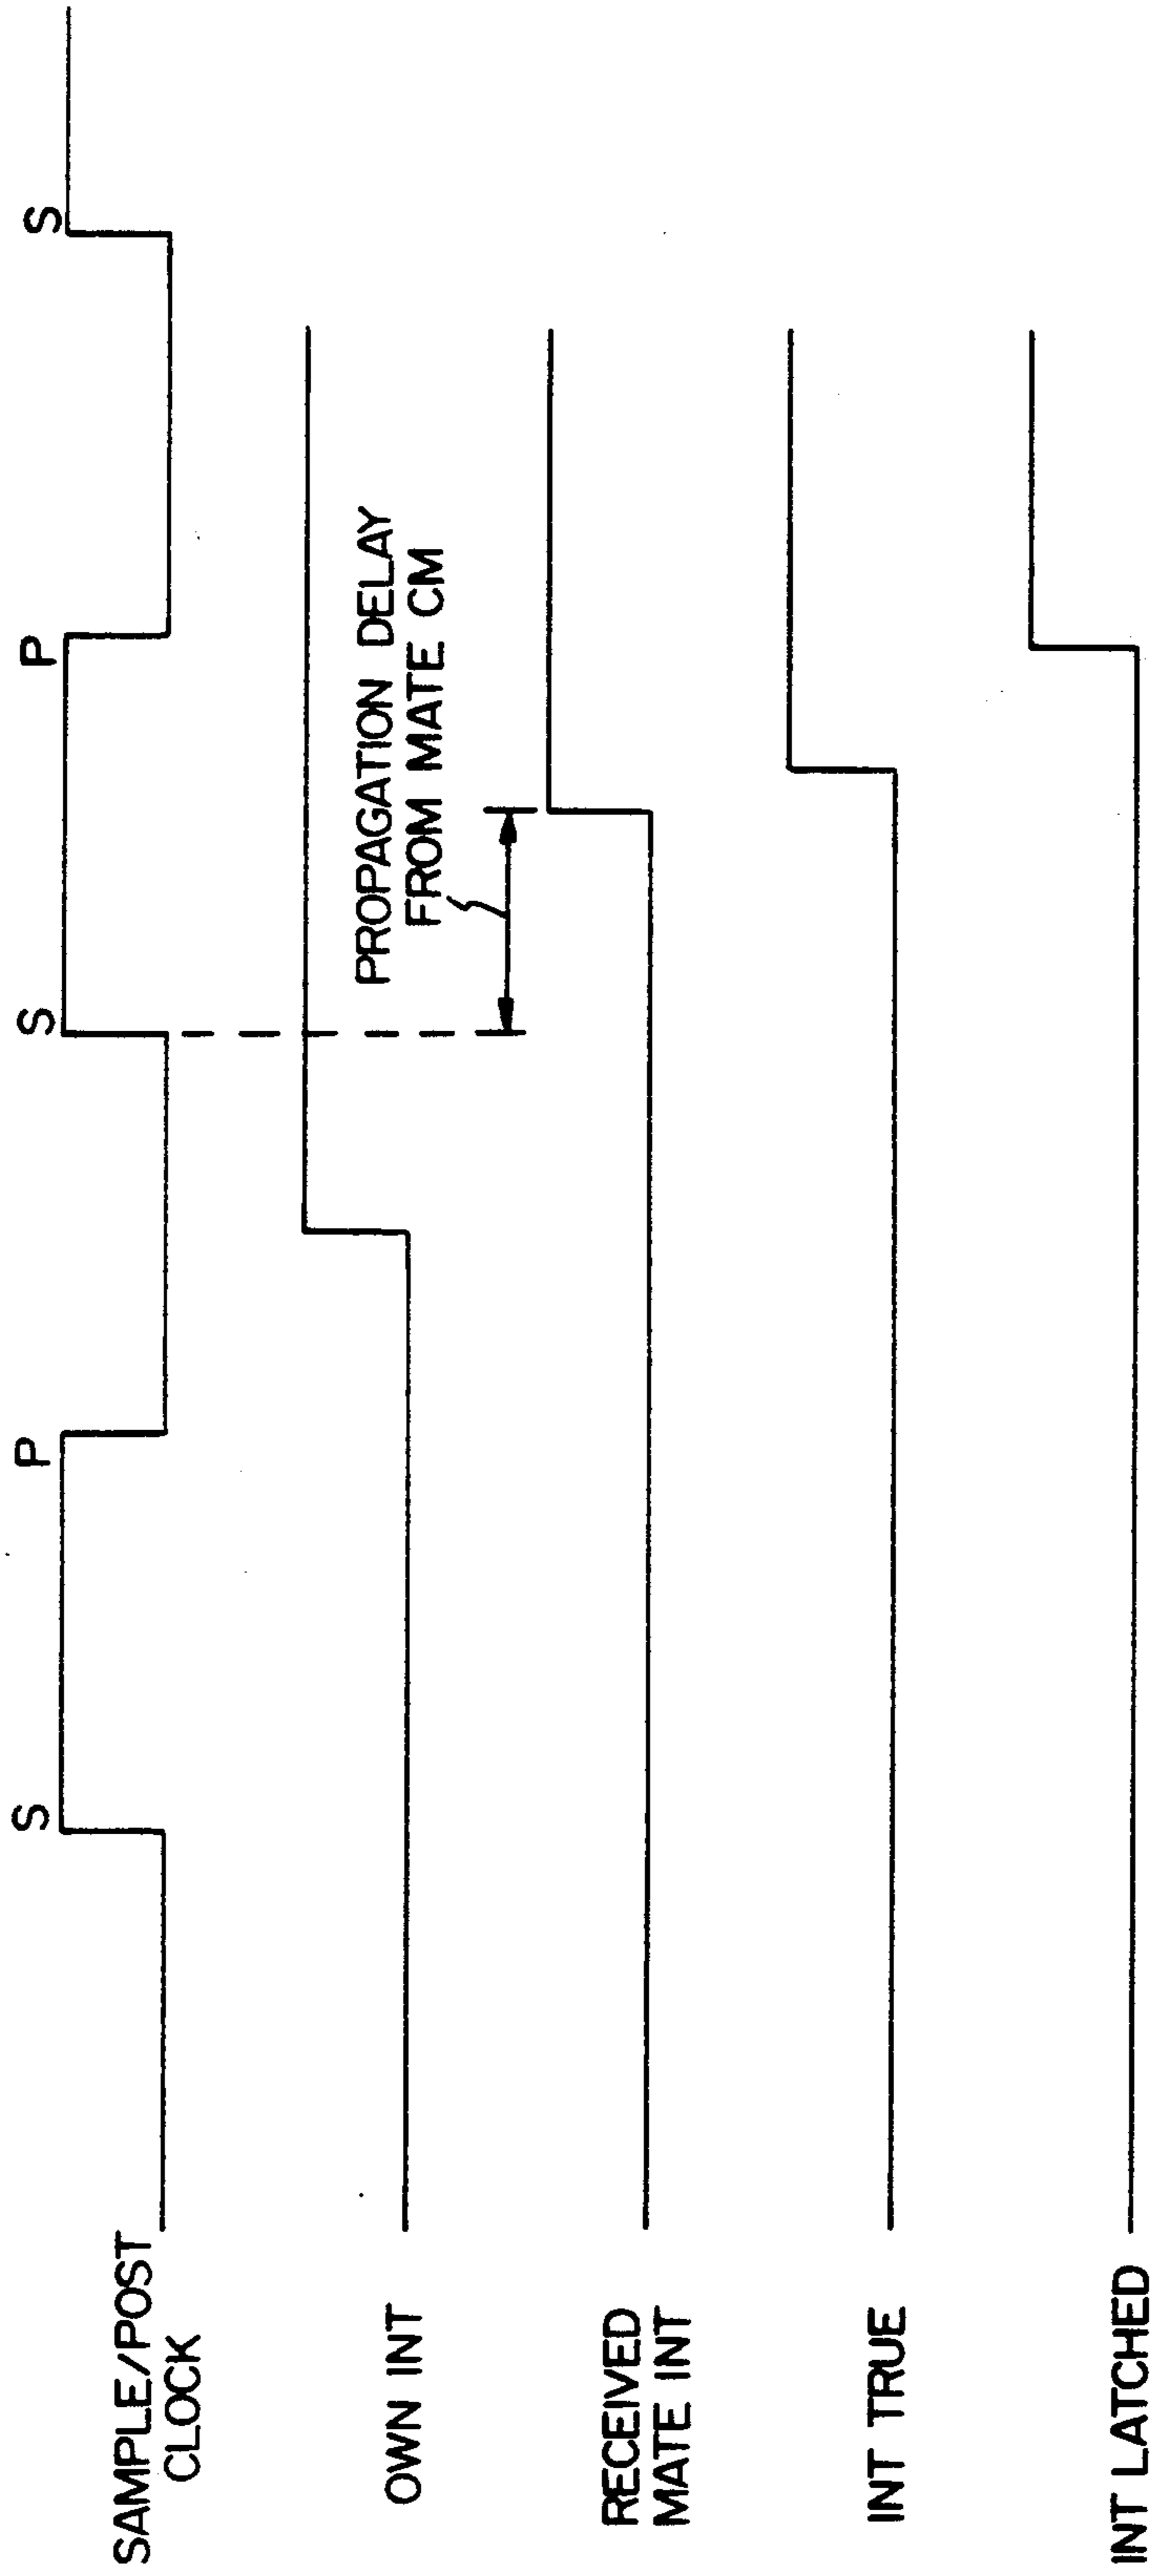 S P S P S
SAMPLE/POST
CLOCK
OWN INT
PROPAGATION DELAY
FROM MATE CM
RECEIVED
MATE INT
INT TRUE
INT LATCHED